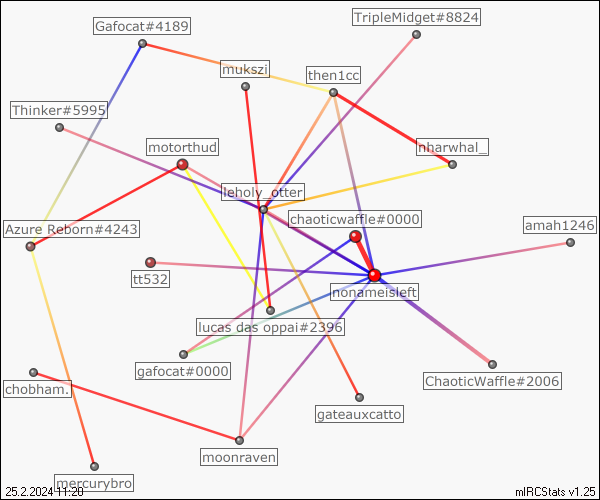 TripleMidget#8824
Gafocat#4189
mukszi
then1cc
Thinker#5995
motorthud
nharwhal_
leholy_otter
chaoticwaffle#0000
amah1246
Azure Reborn#4243
tt532
nonameisleft
lucas das oppai#2396
gafocat#0000
ChaoticWaffle#2006
chobham.
gateauxcatto
moonraven
mercurybro
25.2.2024 11:20
mIRCStats v1.25